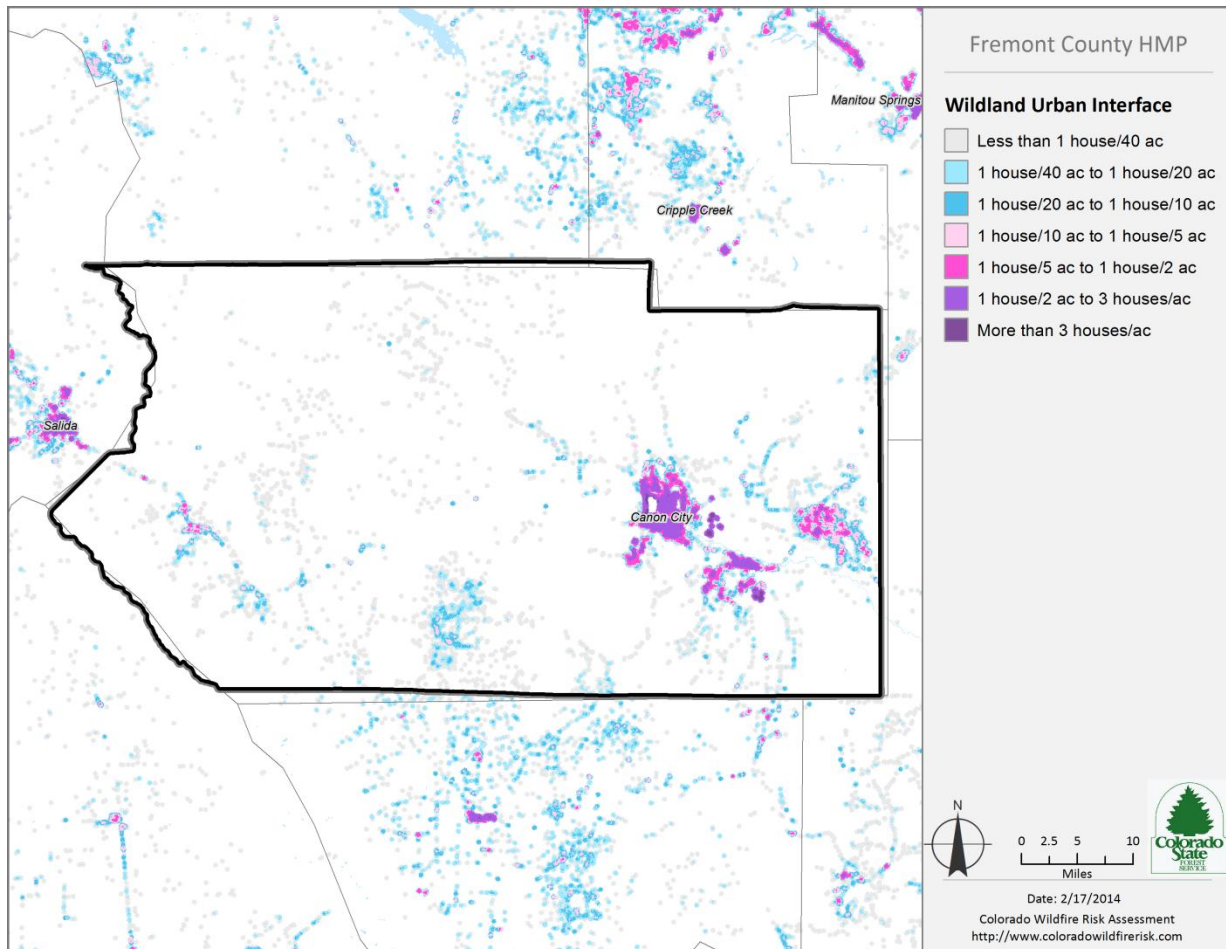 Fremont County HMP
Wildland Urban Interface
Less than 1 house/40 ac
1 house/40 ac to 1 house/20 ac
1 house/20 ac to 1 house/10 ac
1 house/10 ac to 1 house/5 ac
1 house/5 ac to 1 house/2 ac
1 house/2 ac to 3 houses/ac
More than 3 houses/ac
Manitou Springs
Cripple Creek
Salida
Canon City
N
0 2.5 5 10
Miles
Colorado
State
FOREST
SERVICE
Date: 2/17/2014
Colorado Wildfire Risk Assessment
http://www.coloradowildfirerisk.com